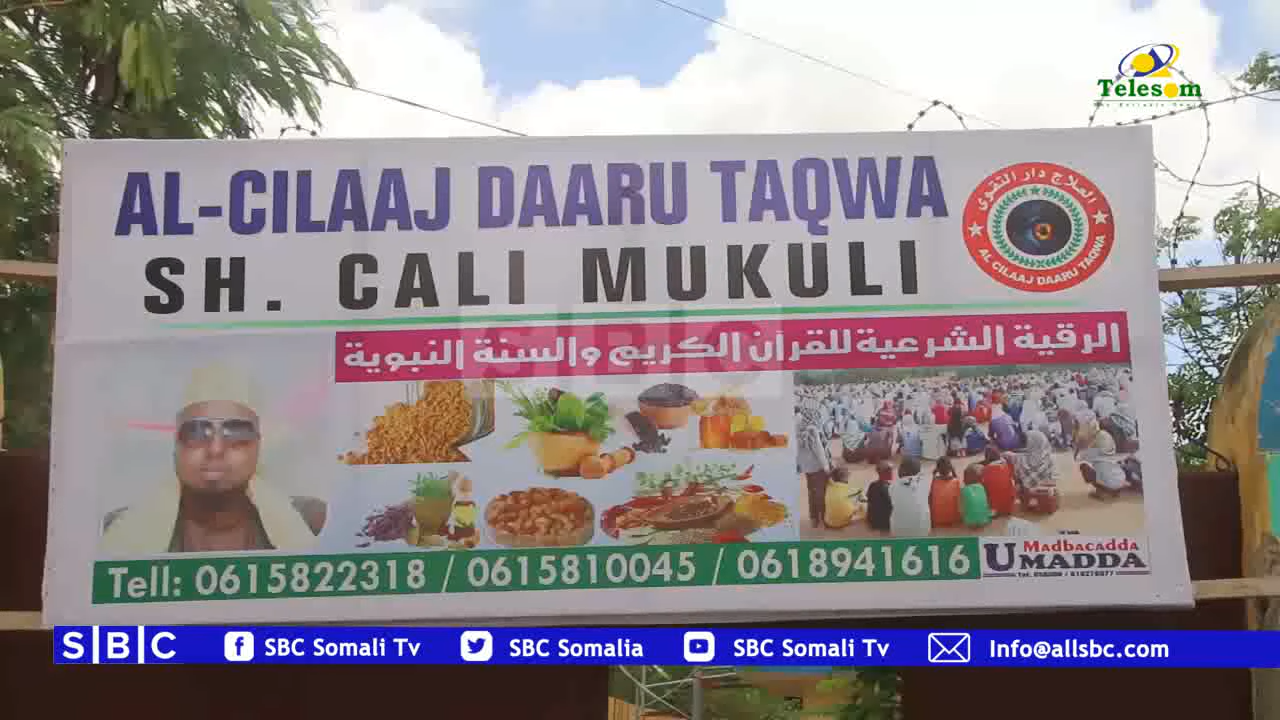 Telesom
AL-CILAAJ DAARU TAQWA
SH. CALI MUKULI
العلاج دار التقوى
AL CILAAJ DAARU TAQWA
الرقية الشرعية للقرآن الكريم والسنة النبوية
SBC
Tell: 0615822318 / 0615810045 / 0618941616
Madbacadda
UMADDA
SBC
SBC Somali Tv
SBC Somalia
SBC Somali Tv
Info@allsbc.com